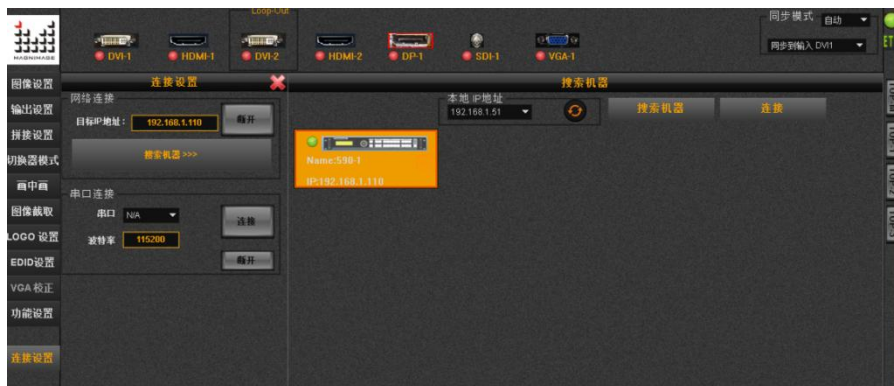 Loop-Out
同步模式 自动
MAGNIMAGE
DVI-1 HDMI-1 DVI-2 HDMI-2 DP-1 SDI-1 VGA-1
同步到输入 DVI1
图像设置
输出设置
拼接设置
切换器模式
画中画
图像截取
LOGO 设置
EDID设置
VGA 校正
功能设置
连接设置
连接设置
网络连接
目标IP地址： 192.168.1.110 断开
搜索机器 >>>
串口连接
串口 N/A 连接
波特率 115200
断开
搜索机器
本地 IP地址
192.168.1.51 搜索机器 连接
Name:590-1
IP:192.168.1.110